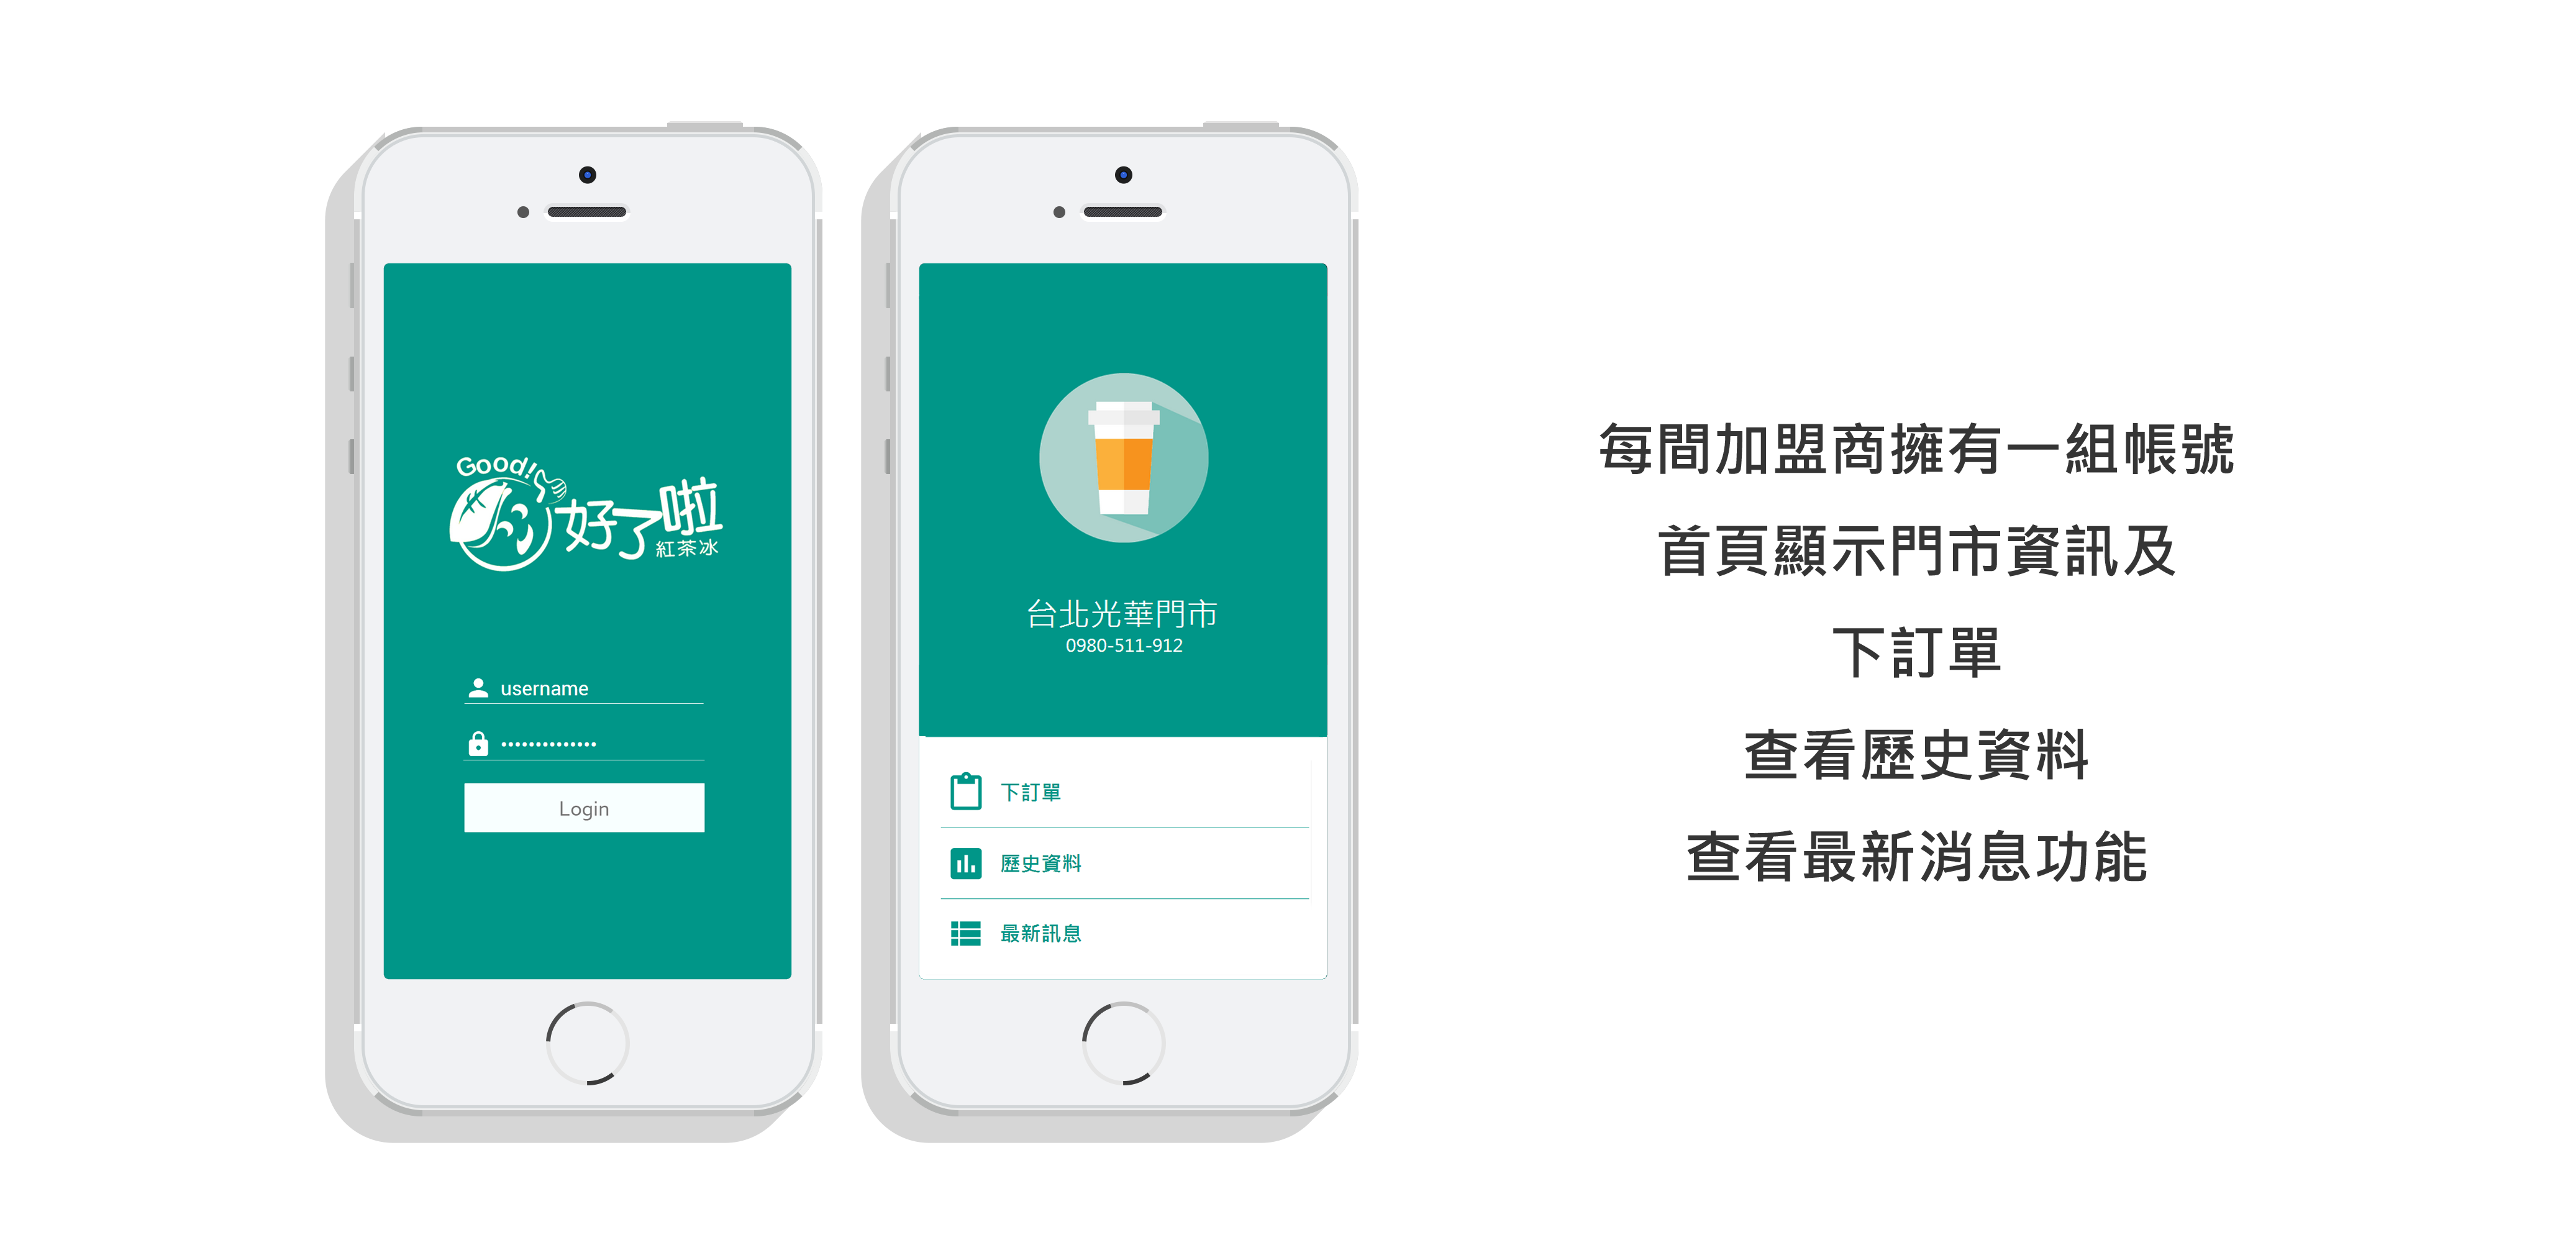 Good!
好了啦
紅茶冰
username
Login
台北光華門市
0980-511-912
下訂單
歷史資料
最新訊息
每間加盟商擁有一組帳號
首頁顯示門市資訊及
下訂單
查看歷史資料
查看最新消息功能